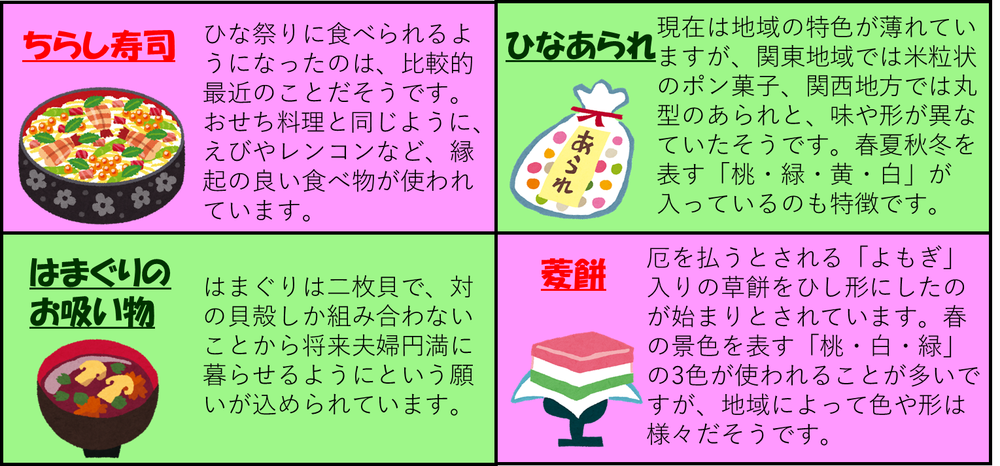 ちらし寿司
ひな祭りに食べられるよ
うになったのは、比較的
最近のことだそうです。
おせち料理と同じように、
えびやレンコンなど、縁
起の良い食べ物が使われ
ています。
ひなあられ
現在は地域の特色が薄れてい
ますが、関東地域では米粒状
のポン菓子、関西地方では丸
型のあられと、味や形が異な
ていたそうです。春夏秋冬を
表す「桃・緑・黄・白」が
入っているのも特徴です。
あられ
はまぐりの
お吸い物
はまぐりは二枚貝で、対
の貝殻しか組み合わない
ことから将来夫婦円満に
暮らせるようにという願
いが込められています。
菱餅
厄を払うとされる「よもぎ」
入りの草餅をひし形にしたの
が始まりとされています。春
の景色を表す「桃・白・緑」
の3色が使われることが多いで
すが、地域によって色や形は
様々だそうです。